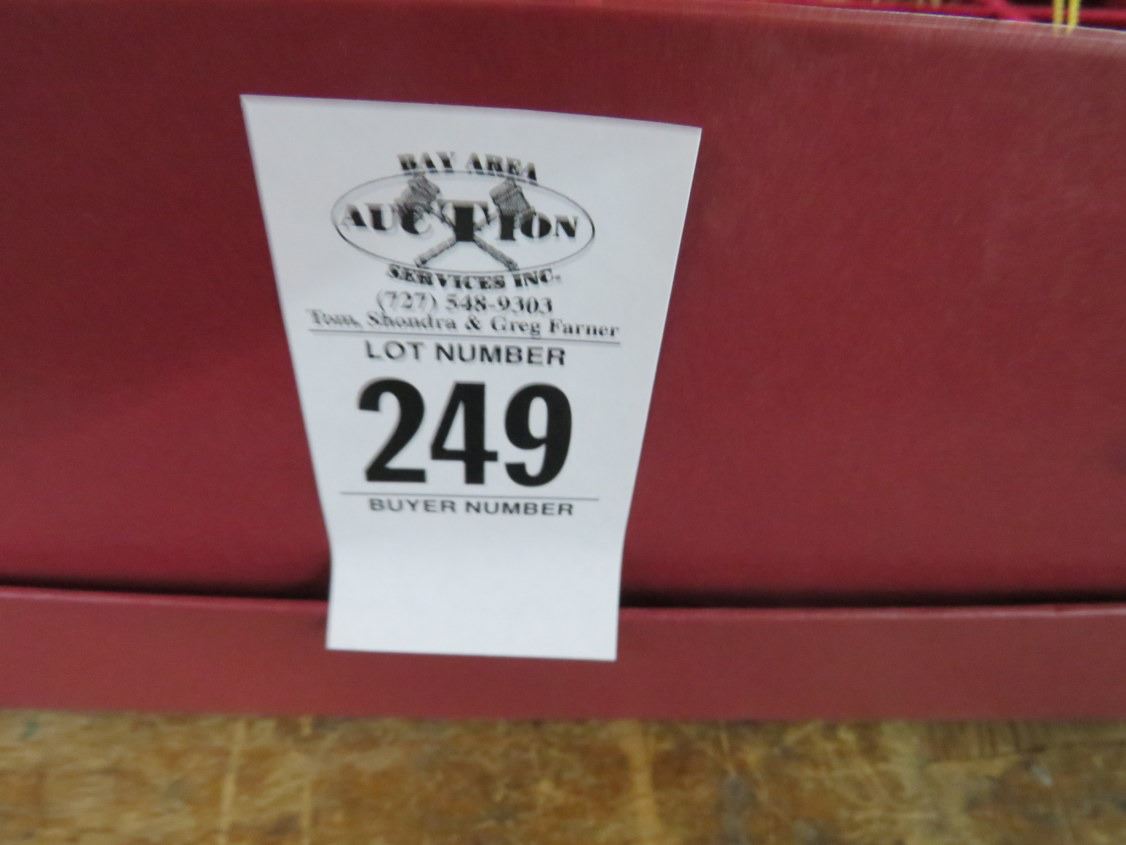 BAY AREA
AUCTION
SERVICES INC.
(727) 548-9303
Tom, Shondra & Greg Farner
LOT NUMBER
249
BUYER NUMBER